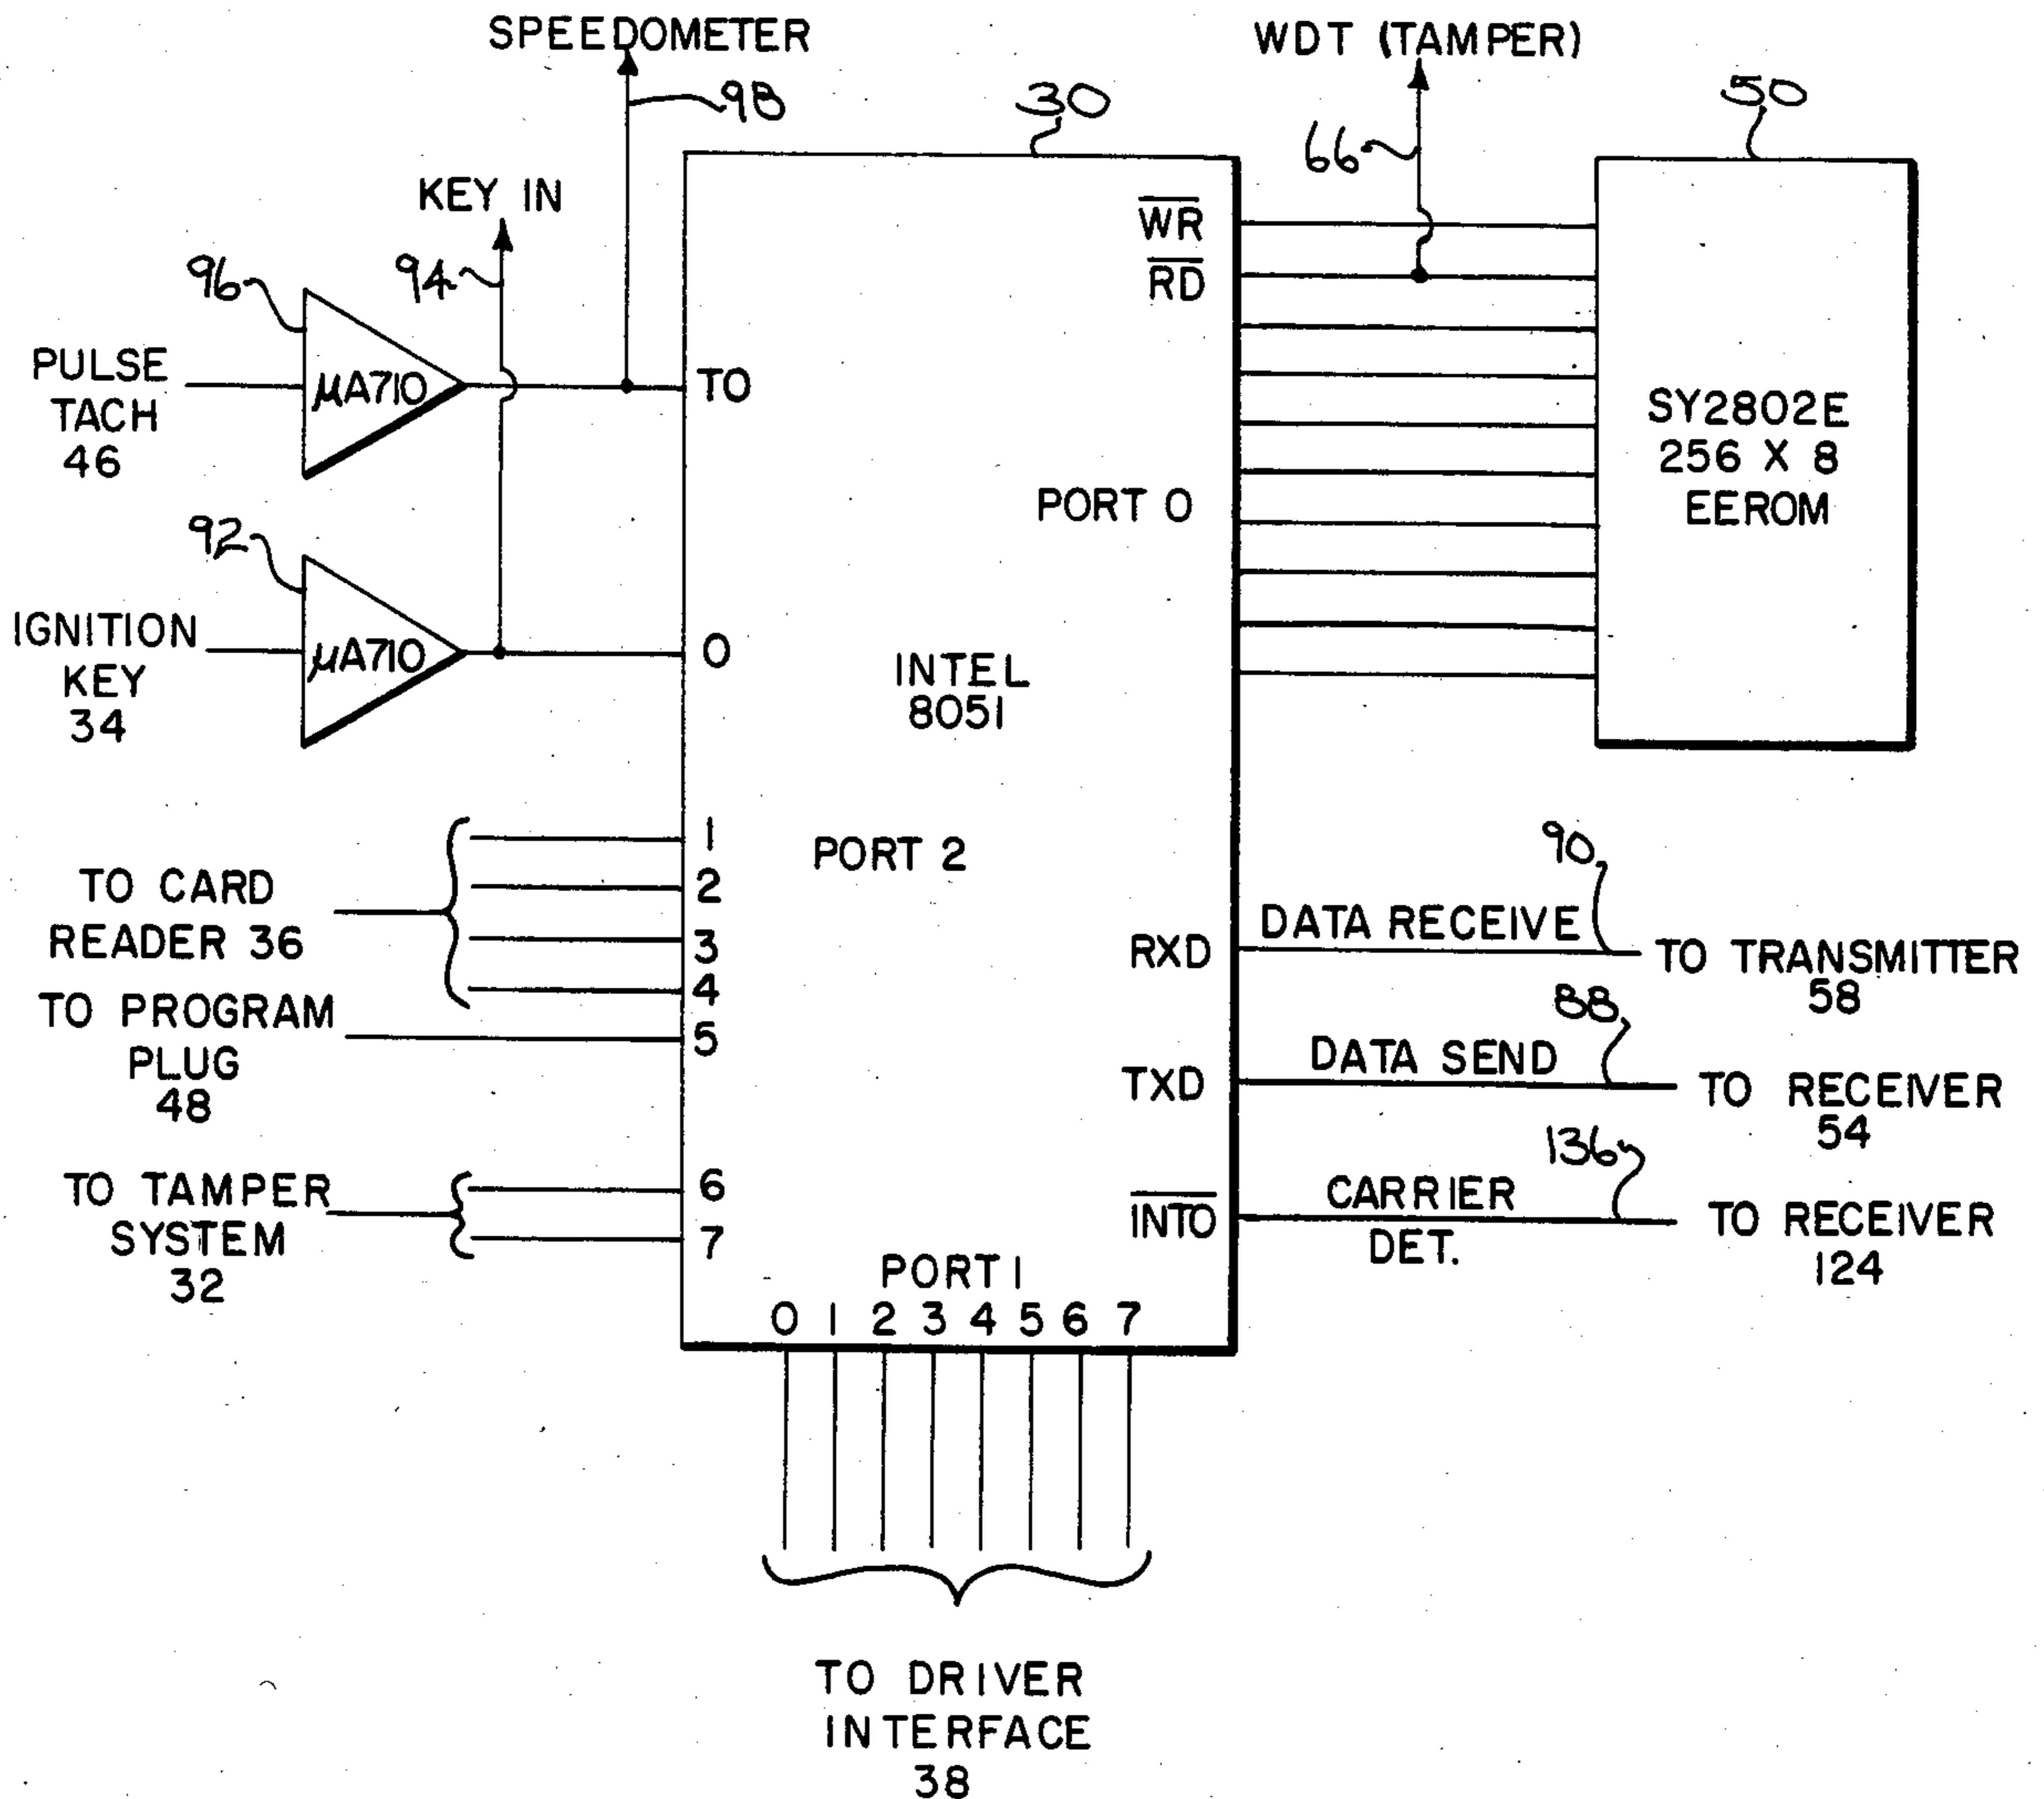 SPEEDOMETER
98
WDT (TAMPER)
30
50
66
KEY IN
94
96
WR
RD
PULSE
TACH
46
μA710
TO
SY2802E
256 X 8
EEROM
PORT 0
92
IGNITION
KEY
34
μA710
0
INTEL
8051
1
2
3
4
5
6
7
PORT 2
TO CARD
READER 36
TO PROGRAM
PLUG
48
TO TAMPER
SYSTEM
32
90
RXD
DATA RECEIVE
TO TRANSMITTER
58
88
TXD
DATA SEND
TO RECEIVER
54
136
INTO
CARRIER
DET.
TO RECEIVER
124
PORT 1
0 1 2 3 4 5 6 7
TO DRIVER
INTERFACE
38